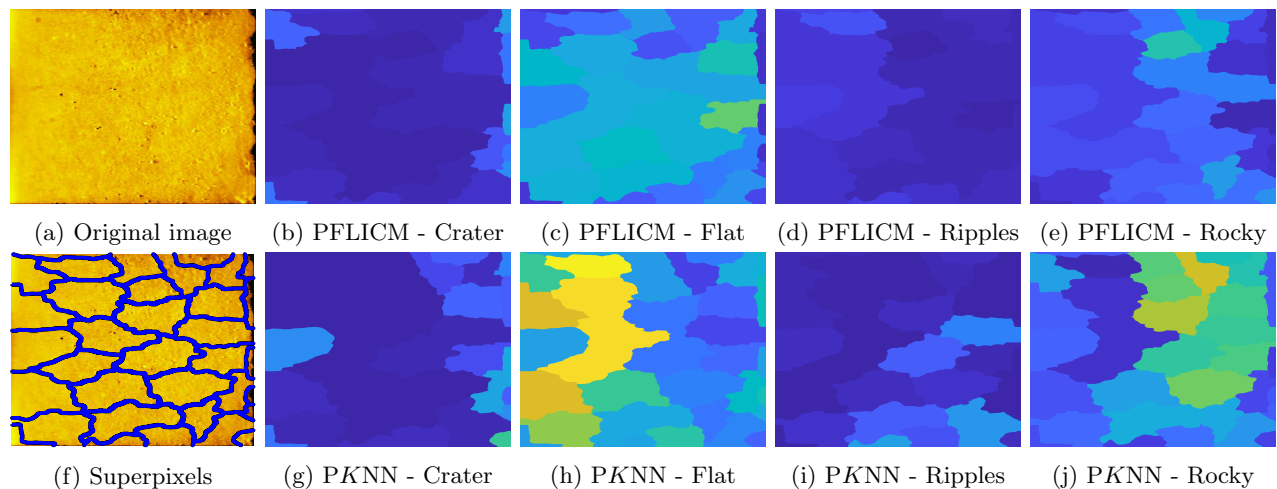 (a) Original image
(b) PFLICM - Crater
(c) PFLICM - Flat
(d) PFLICM - Ripples
(e) PFLICM - Rocky
(f) Superpixels
(g) PKNN - Crater
(h) PKNN - Flat
(i) PKNN - Ripples
(j) PKNN - Rocky